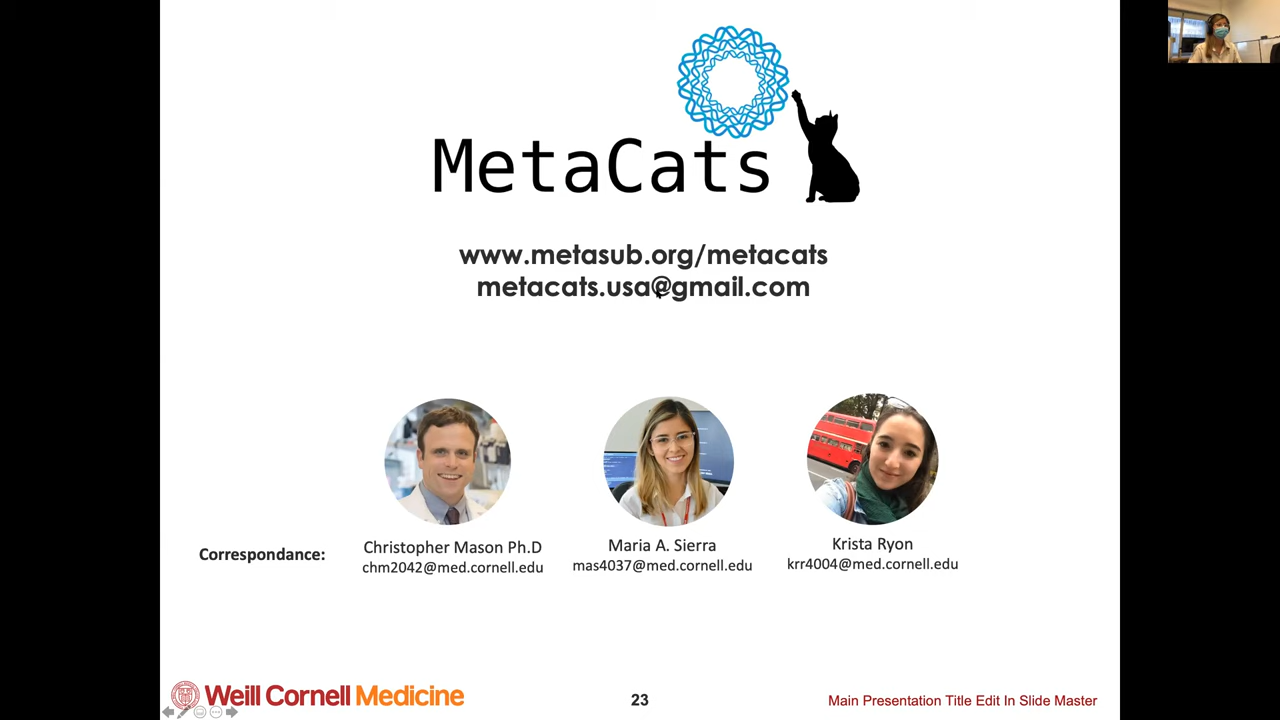 MetaCats
www.metasub.org/metacats
metacats.usa@gmail.com
Correspondance:
Christopher Mason Ph.D
chm2042@med.cornell.edu
Maria A. Sierra
mas4037@med.cornell.edu
Krista Ryon
krr4004@med.cornell.edu
Weill Cornell Medicine
23
Main Presentation Title Edit In Slide Master